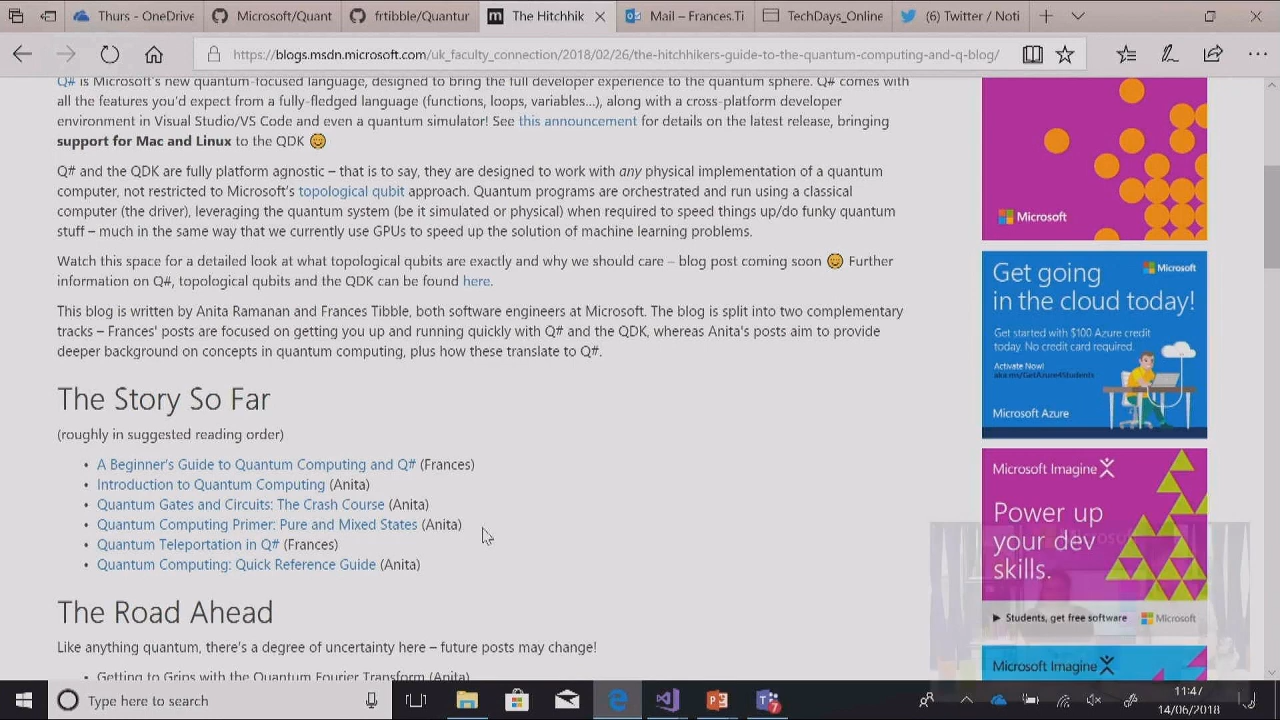 Thurs - OneDrive
Microsoft/Quant
frtibble/Quantur
The Hitchhik
Mail – Frances.Ti
TechDays_Online
(6) Twitter / Noti
https://blogs.msdn.microsoft.com/uk_faculty_connection/2018/02/26/the-hitchhikers-guide-to-the-quantum-computing-and-q-blog/
Q# is Microsoft's new quantum-focused language, designed to bring the full developer experience to the quantum sphere. Q# comes with
all the features you'd expect from a fully-fledged language (functions, loops, variables...), along with a cross-platform developer
environment in Visual Studio/VS Code and even a quantum simulator! See this announcement for details on the latest release, bringing
support for Mac and Linux to the QDK
Q# and the QDK are fully platform agnostic – that is to say, they are designed to work with any physical implementation of a quantum
computer, not restricted to Microsoft's topological qubit approach. Quantum programs are orchestrated and run using a classical
computer (the driver), leveraging the quantum system (be it simulated or physical) when required to speed things up/do funky quantum
stuff – much in the same way that we currently use GPUs to speed up the solution of machine learning problems.
Watch this space for a detailed look at what topological qubits are exactly and why we should care – blog post coming soon Further
information on Q#, topological qubits and the QDK can be found here.
This blog is written by Anita Ramanan and Frances Tibble, both software engineers at Microsoft. The blog is split into two complementary
tracks – Frances' posts are focused on getting you up and running quickly with Q# and the QDK, whereas Anita's posts aim to provide
deeper background on concepts in quantum computing, plus how these translate to Q#.
The Story So Far
(roughly in suggested reading order)
• A Beginner's Guide to Quantum Computing and Q# (Frances)
• Introduction to Quantum Computing (Anita)
• Quantum Gates and Circuits: The Crash Course (Anita)
• Quantum Computing Primer: Pure and Mixed States (Anita)
• Quantum Teleportation in Q# (Frances)
• Quantum Computing: Quick Reference Guide (Anita)
The Road Ahead
Like anything quantum, there's a degree of uncertainty here – future posts may change!
• Getting to Grips with the Quantum Fourier Transform (Anita)
Microsoft
Microsoft
Get going
in the cloud today!
Get started with $100 Azure credit
today. No credit card required.
Activate Now!
aka.ms/GetAzure4Students
Microsoft Azure
Microsoft Imagine
Power up
your dev
skills.
Students, get free software
Microsoft
Microsoft Imagine
Type here to search
7
11:47
14/06/2018